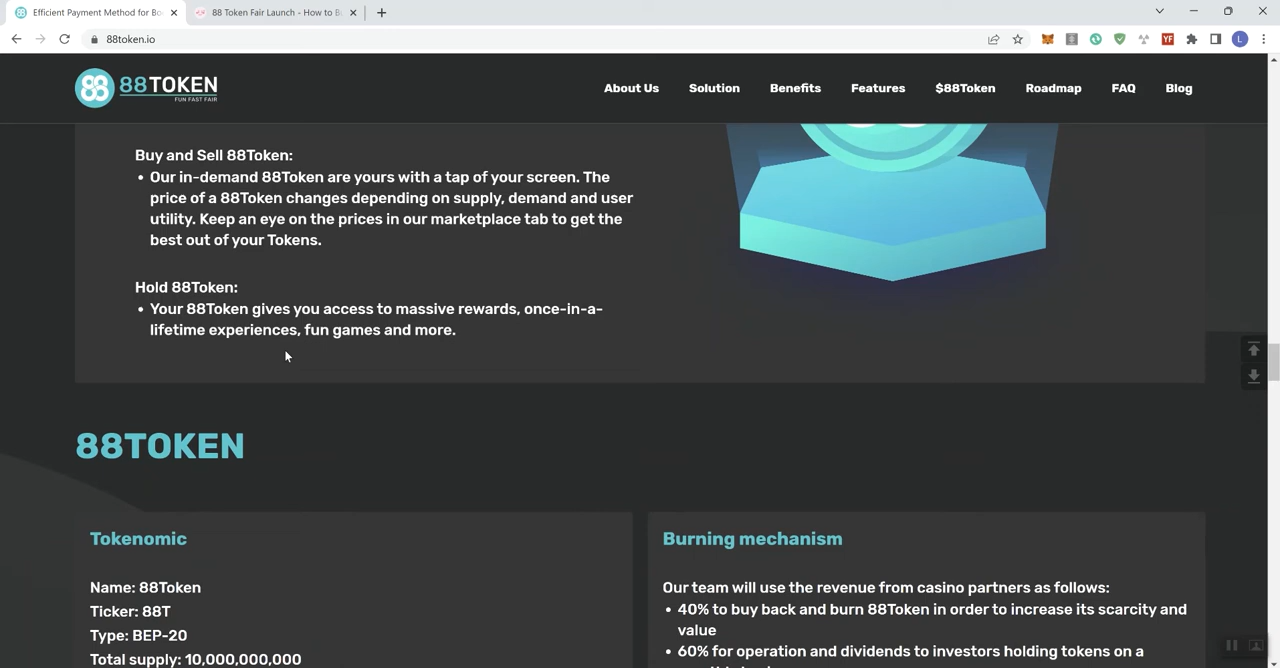 Efficient Payment Method for Bo
88 Token Fair Launch - How to Bu
88token.io
YF
L
88
88TOKEN
FUN FAST FAIR
About Us
Solution
Benefits
Features
$88Token
Roadmap
FAQ
Blog
Buy and Sell 88Token:
• Our in-demand 88Token are yours with a tap of your screen. The
price of a 88Token changes depending on supply, demand and user
utility. Keep an eye on the prices in our marketplace tab to get the
best out of your Tokens.
Hold 88Token:
• Your 88Token gives you access to massive rewards, once-in-a-
lifetime experiences, fun games and more.
88TOKEN
Tokenomic
Name: 88Token
Ticker: 88T
Type: BEP-20
Total supply: 10,000,000,000
Burning mechanism
Our team will use the revenue from casino partners as follows:
• 40% to buy back and burn 88Token in order to increase its scarcity and
value
• 60% for operation and dividends to investors holding tokens on a